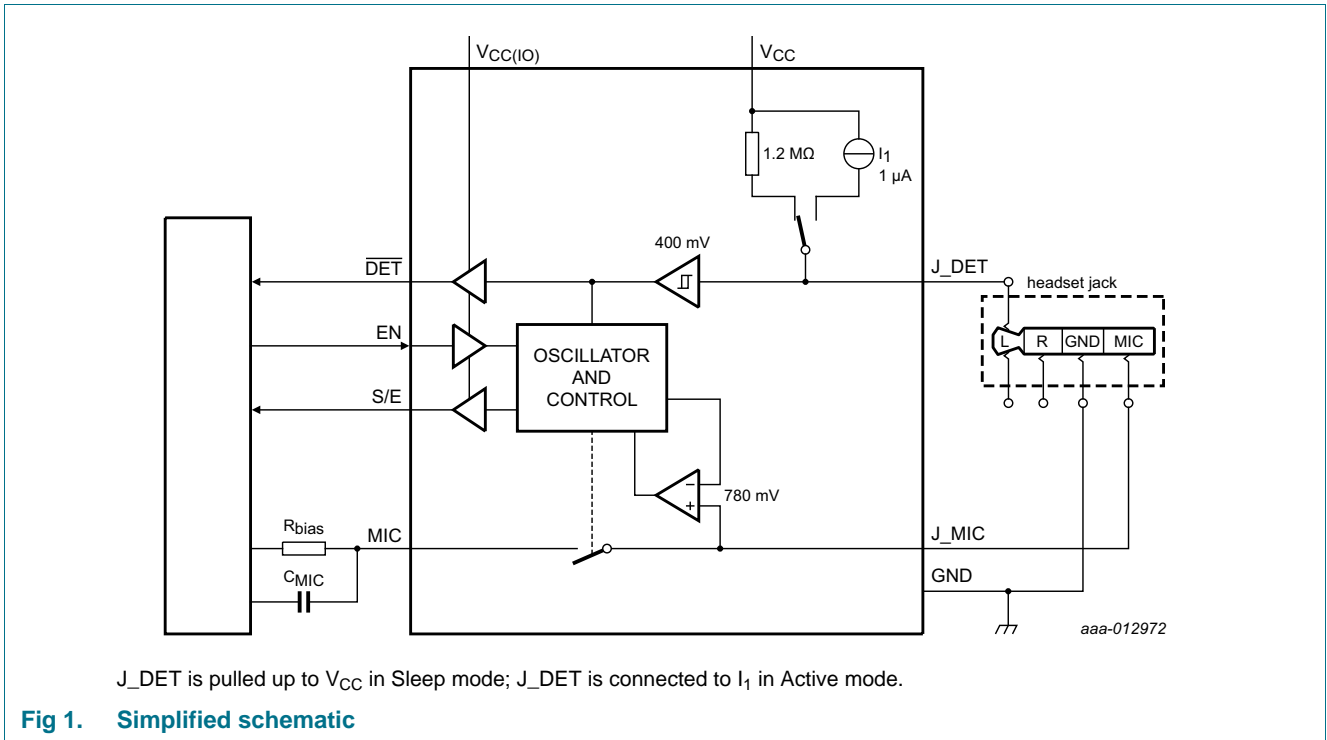 VCC(IO)
VCC
1.2 MΩ
I1
1 μA
400 mV
DET
J_DET
headset jack
EN
L
R
GND
MIC
OSCILLATOR
AND
CONTROL
S/E
−
+
780 mV
Rbias
MIC
J_MIC
CMIC
GND
aaa-012972
J_DET is pulled up to VCC in Sleep mode; J_DET is connected to I1 in Active mode.
Fig 1. Simplified schematic